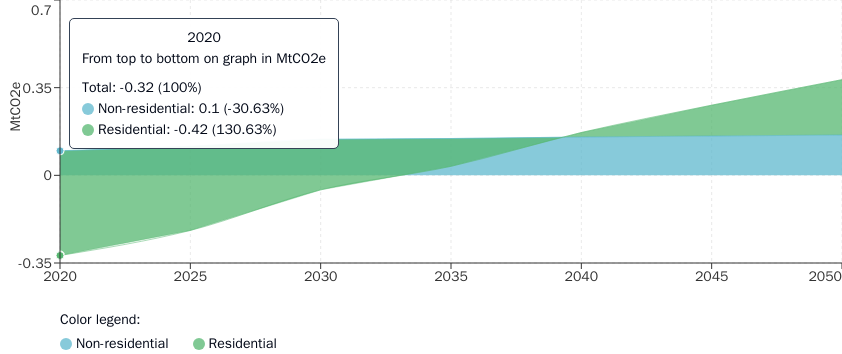 0.7
2020
From top to bottom on graph in MtCO2e
Total: -0.32 (100%)
Non-residential: 0.1 (-30.63%)
Residential: -0.42 (130.63%)
MtCO2e
0.35
0
-0.35
2020 2025 2030 2035 2040 2045 2050
Color legend:
Non-residential Residential